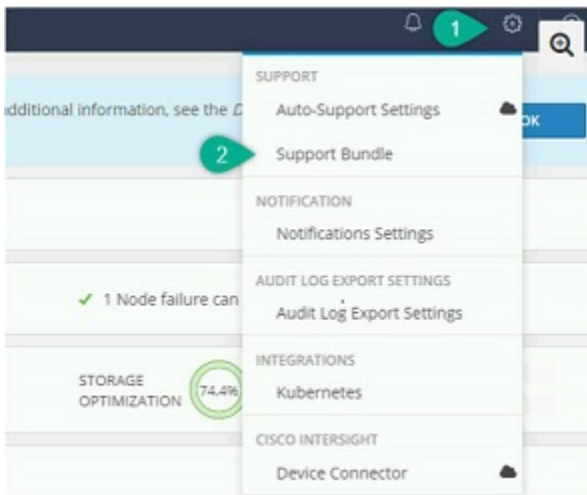 1
SUPPORT
dditional information, see the D
Auto-Support Settings
OK
2
Support Bundle
NOTIFICATION
Notifications Settings
AUDIT LOG EXPORT SETTINGS
✓ 1 Node failure can
Audit Log Export Settings
INTEGRATIONS
STORAGE
OPTIMIZATION
74.4%
Kubernetes
CISCO INTERSIGHT
Device Connector